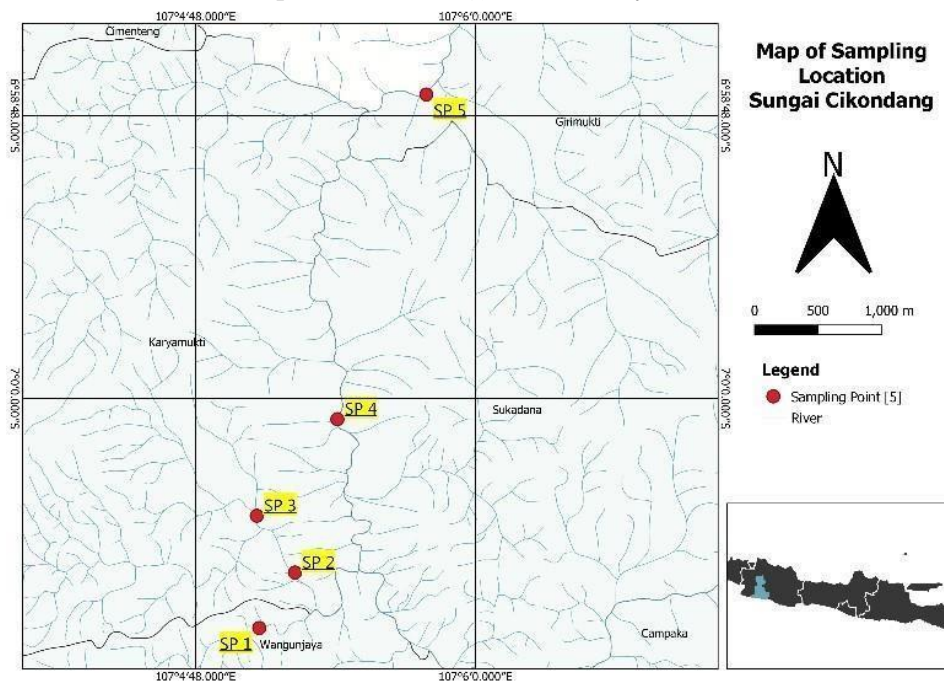 107°4'48.000"E
107°6'0.000"E
Cimenteng
6°58'48.000"S
6°58'48.000"S
SP 5
Girimukti
Karyamukti
7°0'0.000"S
7°0'0.000"S
SP 4
Sukadana
SP 3
SP 2
SP 1
Wangunjaya
Campaka
107°4'48.000"E
107°6'0.000"E
Map of Sampling
Location
Sungai Cikondang
N
0 500 1,000 m
Legend
Sampling Point [5]
River